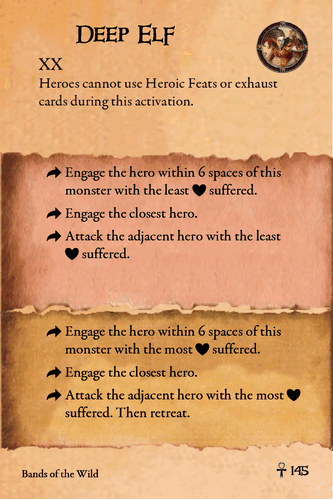 Deep Elf
XX
Heroes cannot use Heroic Feats or exhaust
cards during this activation.
Engage the hero within 6 spaces of this
monster with the least ♥ suffered.
Engage the closest hero.
Attack the adjacent hero with the least
♥ suffered.
Engage the hero within 6 spaces of this
monster with the most ♥ suffered.
Engage the closest hero.
Attack the adjacent hero with the most ♥
suffered. Then retreat.
Bands of the Wild
145